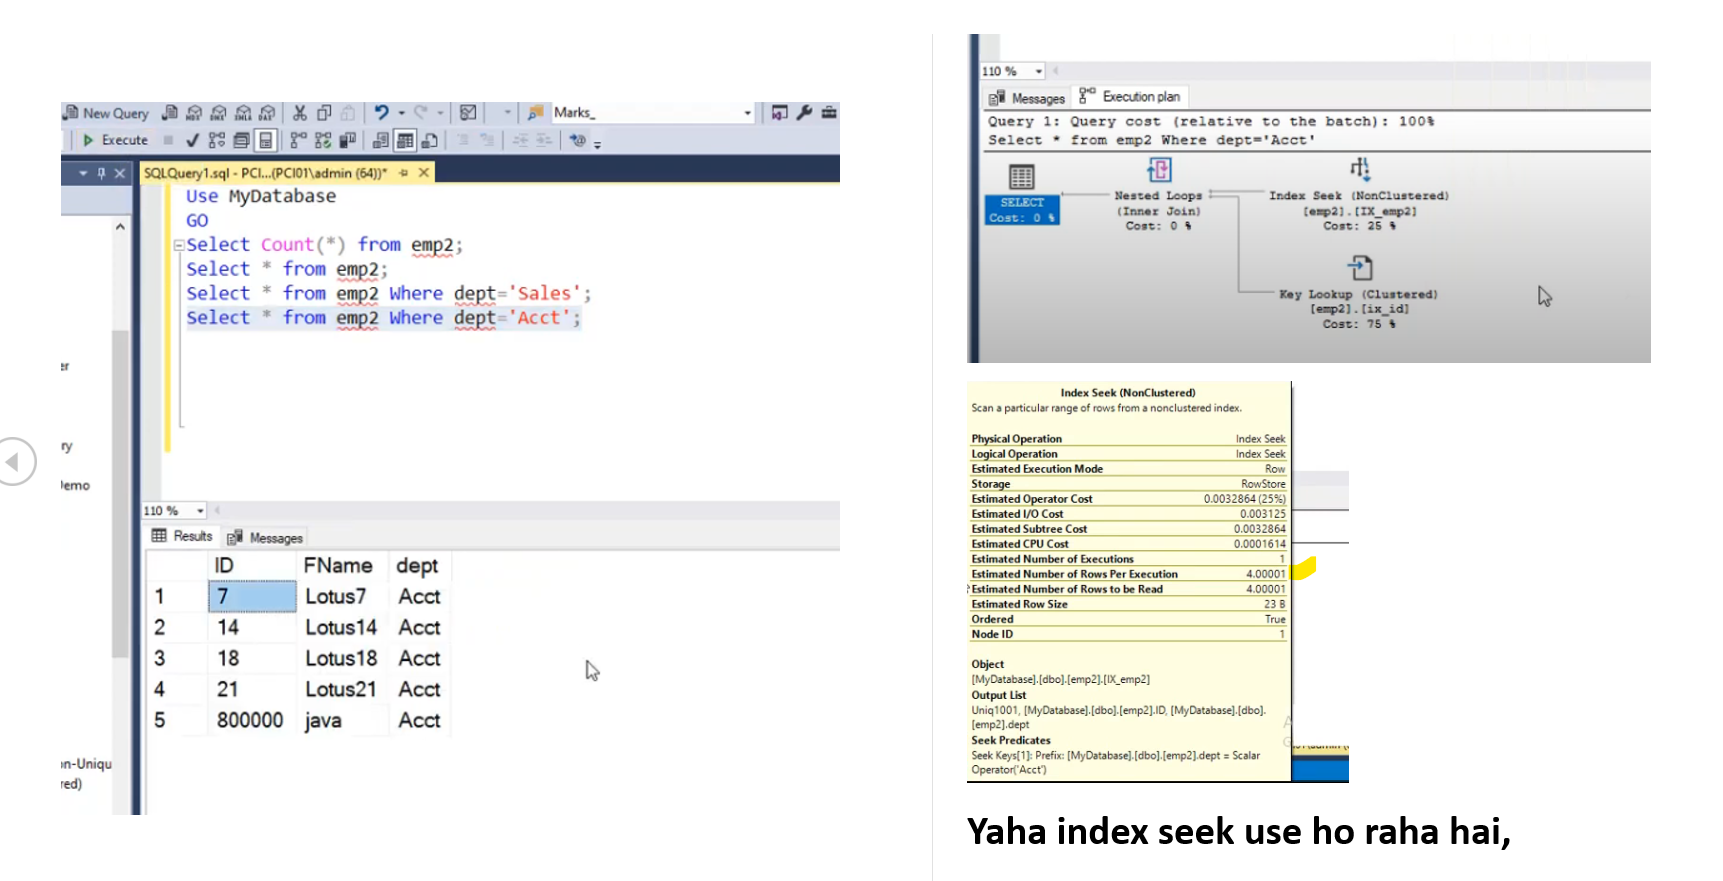 New Query
Marks_
Execute
SQLQuery1.sql - PCI...(PCI01\admin (64))*
Use MyDatabase
GO
Select Count(*) from emp2;
Select * from emp2;
Select * from emp2 Where dept='Sales';
Select * from emp2 Where dept='Acct';
er
ry
Demo
on-Uniqu
red)
110 %
Results Messages
ID FName dept
1 7 Lotus7 Acct
2 14 Lotus14 Acct
3 18 Lotus18 Acct
4 21 Lotus21 Acct
5 800000 java Acct
110 %
Messages Execution plan
Query 1: Query cost (relative to the batch): 100%
Select * from emp2 Where dept='Acct'
SELECT
Cost: 0 %
Nested Loops
(Inner Join)
Cost: 0 %
Index Seek (NonClustered)
[emp2].[IX_emp2]
Cost: 25 %
Key Lookup (Clustered)
[emp2].[ix_id]
Cost: 75 %
Index Seek (NonClustered)
Scan a particular range of rows from a nonclustered index.
Physical Operation Index Seek
Logical Operation Index Seek
Estimated Execution Mode Row
Storage RowStore
Estimated Operator Cost 0.0032864 (25%)
Estimated I/O Cost 0.003125
Estimated Subtree Cost 0.0032864
Estimated CPU Cost 0.0001614
Estimated Number of Executions 1
Estimated Number of Rows Per Execution 4.00001
Estimated Number of Rows to be Read 4.00001
Estimated Row Size 23 B
Ordered True
Node ID 1
Object
[MyDatabase].[dbo].[emp2].[IX_emp2]
Output List
Uniq1001, [MyDatabase].[dbo].[emp2].ID, [MyDatabase].[dbo].
[emp2].dept
Seek Predicates
Seek Keys[1]: Prefix: [MyDatabase].[dbo].[emp2].dept = Scalar
Operator('Acct')
Yaha index seek use ho raha hai,